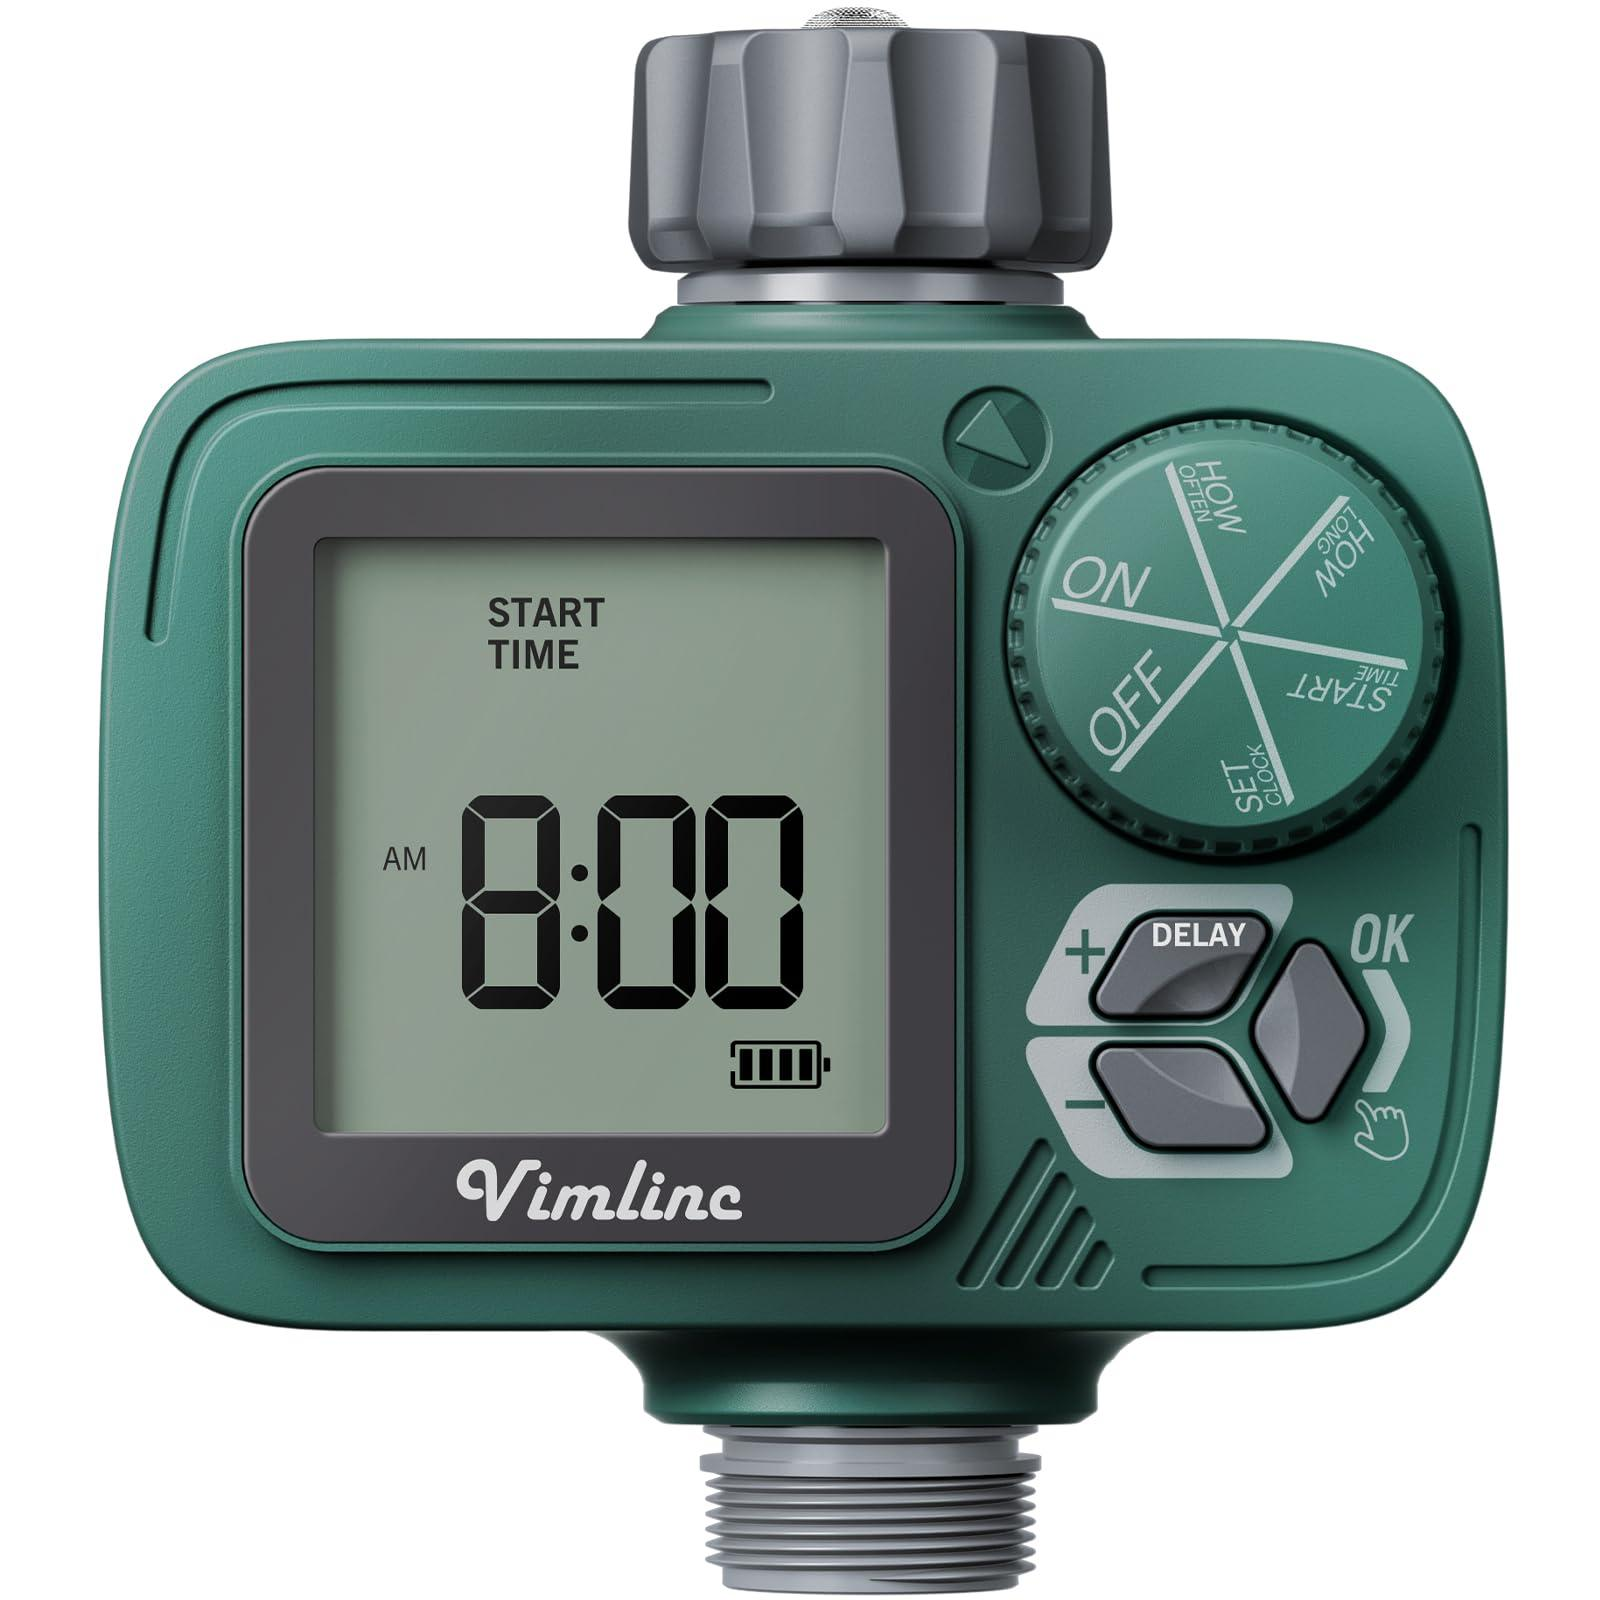 START
TIME
AM
8:00
Vimlinc
HOW
OFTEN
HOW
LONG
ON
START
TIME
OFF
SET
CLOCK
+
DELAY
OK
-